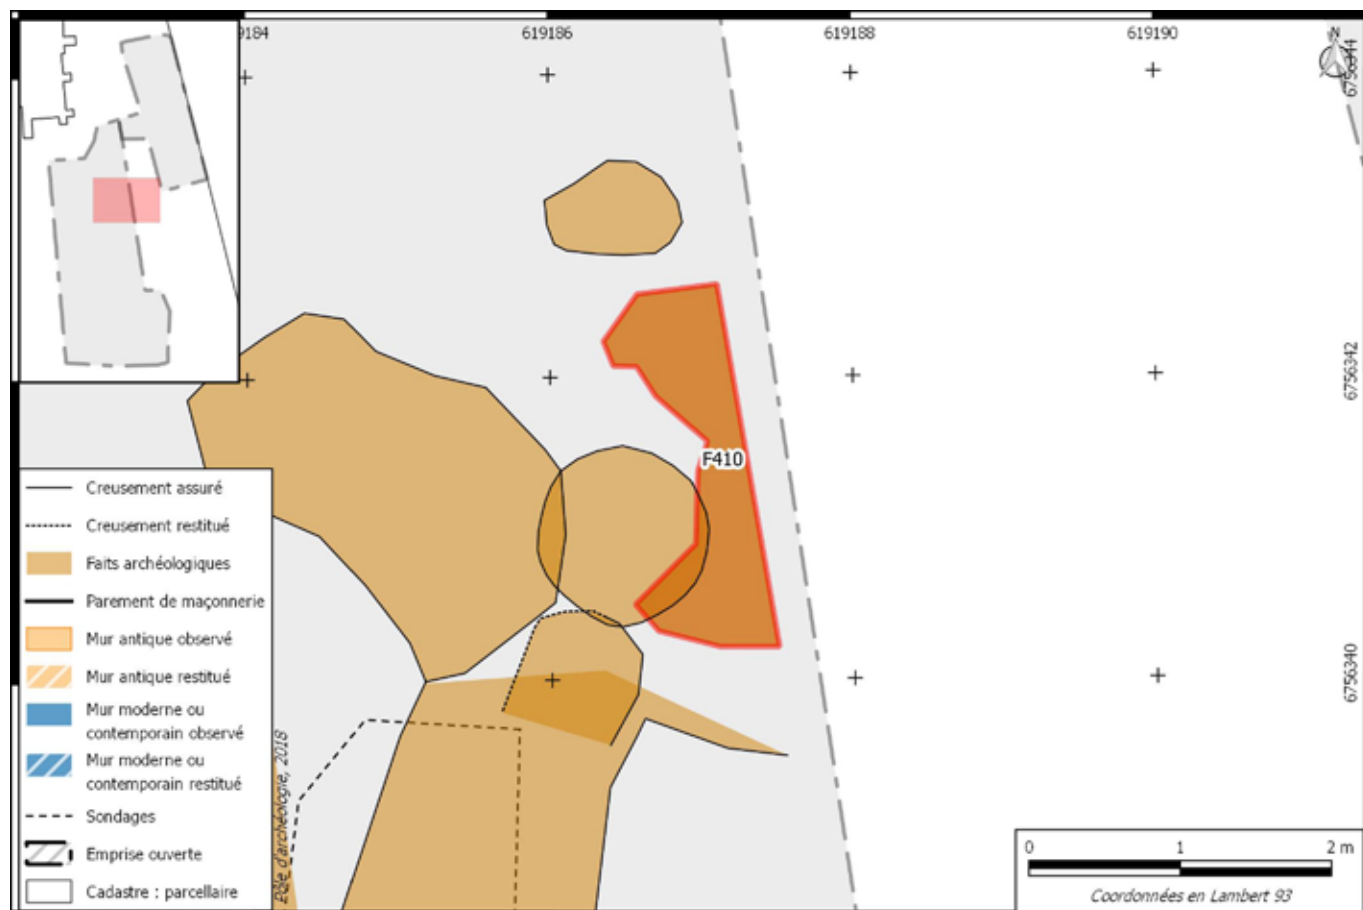 9184
619186
619188
619190
N
6756344
6756342
6756340
F410
Creusement assuré
Creusement restitué
Faits archéologiques
Parement de maçonnerie
Mur antique observé
Mur antique restitué
Mur moderne ou
contemporain observé
Mur moderne ou
contemporain restitué
Sondages
Emprise ouverte
Cadastre : parcellaire
Pôle d'archéologie, 2018
0 1 2 m
Coordonnées en Lambert 93